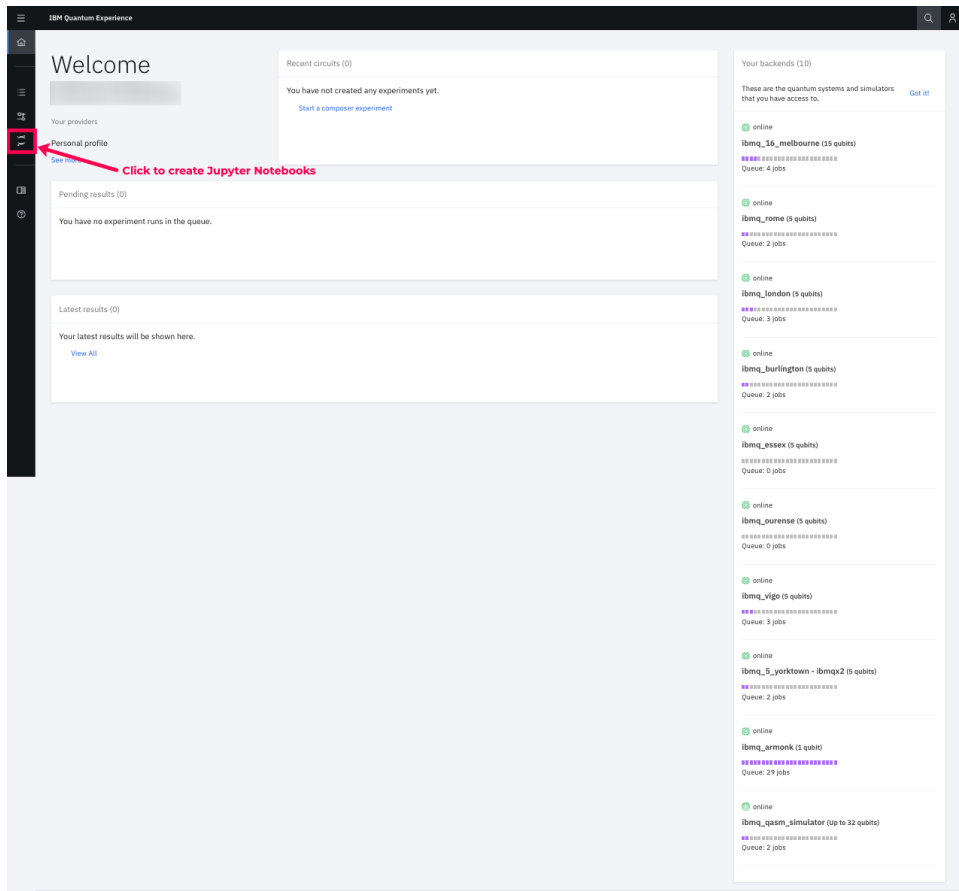 IBM Quantum Experience
Welcome
Your providers
Personal profile
See
Click to create Jupyter Notebooks
Recent circuits (0)
You have not created any experiments yet.
Start a composer experiment
Pending results (0)
You have no experiment runs in the queue.
Latest results (0)
Your latest results will be shown here.
View All
Your backends (10)
These are the quantum systems and simulators
that you have access to.
Got it!
online
ibmq_16_melbourne (15 qubits)
Queue: 4 jobs
online
ibmq_rome (5 qubits)
Queue: 2 jobs
online
ibmq_london (5 qubits)
Queue: 3 jobs
online
ibmq_burlington (5 qubits)
Queue: 2 jobs
online
ibmq_essex (5 qubits)
Queue: 0 jobs
online
ibmq_ourense (5 qubits)
Queue: 0 jobs
online
ibmq_vigo (5 qubits)
Queue: 3 jobs
online
ibmq_5_yorktown - ibmqx2 (5 qubits)
Queue: 2 jobs
online
ibmq_armonk (1 qubit)
Queue: 29 jobs
online
ibmq_qasm_simulator (Up to 32 qubits)
Queue: 2 jobs